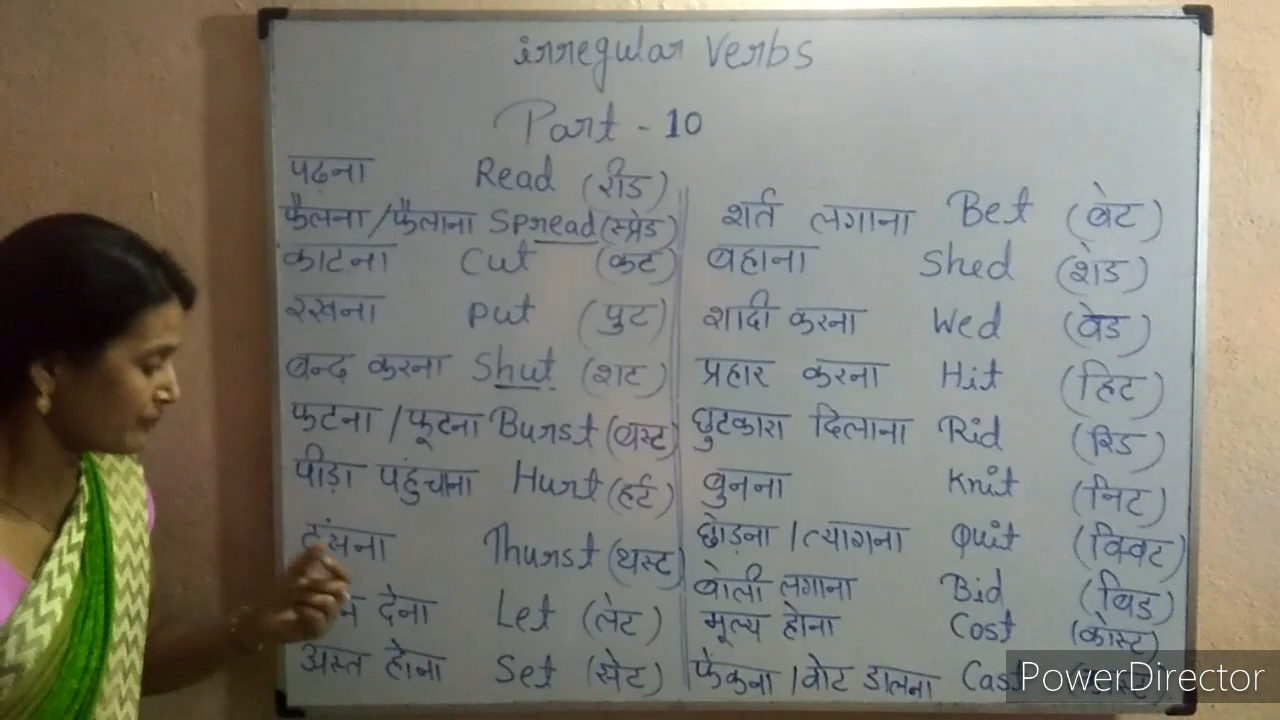 irregular verbs
Part - 10
पढ़ना Read (रीड)
फैलना/फैलाना Spread (स्प्रेड)
काटना Cut (कट)
रखना Put (पुट)
बन्द करना Shut (शट)
फटना/फूटना Burst (बर्स्ट)
पीड़ा पहुंचाना Hurt (हर्ट)
Thurst (थर्स्ट)
देना Let (लेट)
अस्त होना Set (सेट)
शर्त लगाना Bet (बेट)
बहाना Shed (शेड)
शादी करना Wed (वेड)
प्रहार करना Hit (हिट)
छुटकारा दिलाना Rid (रिड)
बुनना Knit (निट)
छोड़ना/त्यागना Quit (क्विट)
बोली लगाना Bid (बिड)
मूल्य होना Cost (कोस्ट)
फेंकना/वोट डालना Cast
PowerDirector